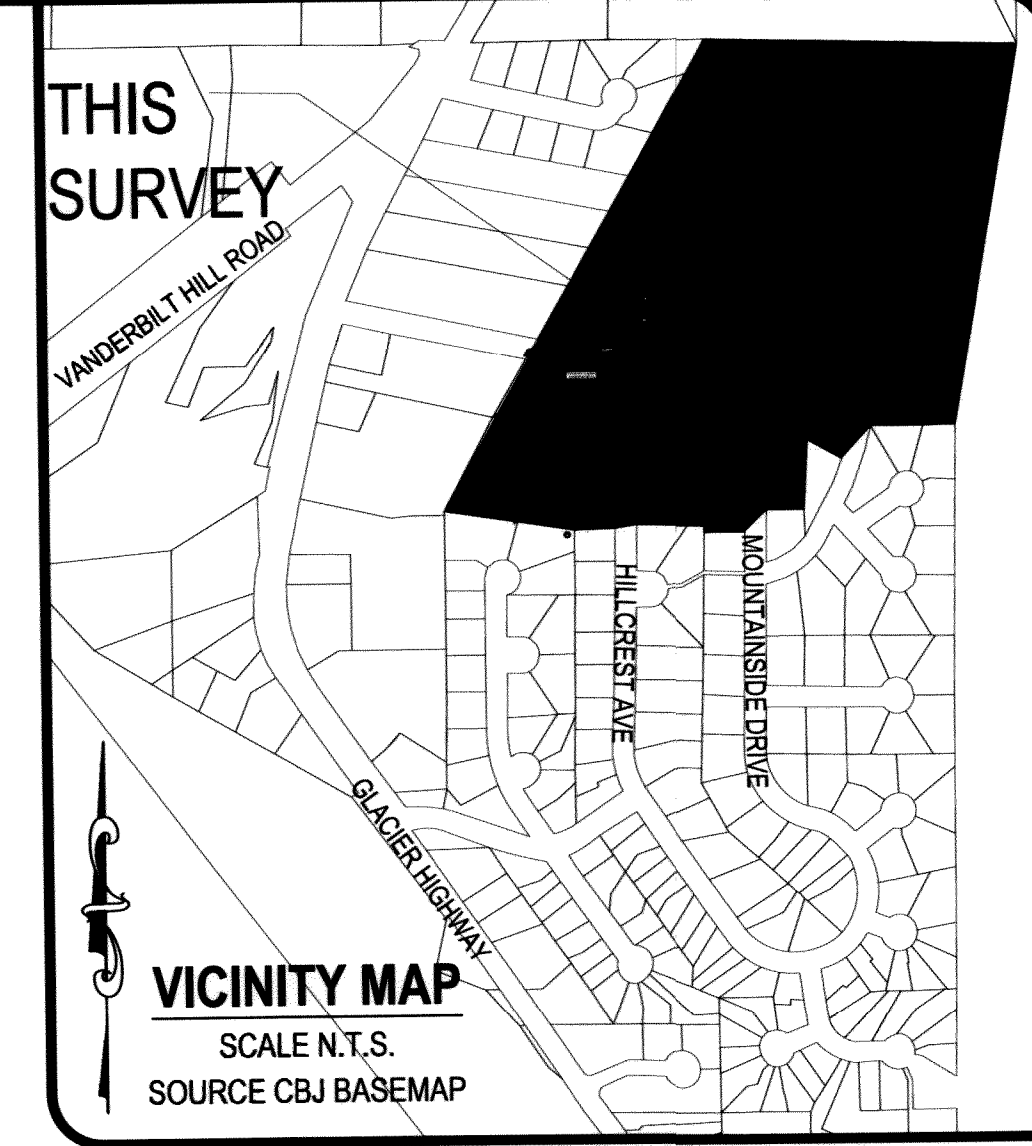 THIS
SURVEY
VANDERBILT HILL ROAD
HILLCREST AVE
MOUNTAINSIDE DRIVE
GLACIER HIGHWAY
VICINITY MAP
SCALE N.T.S.
SOURCE CBJ BASEMAP